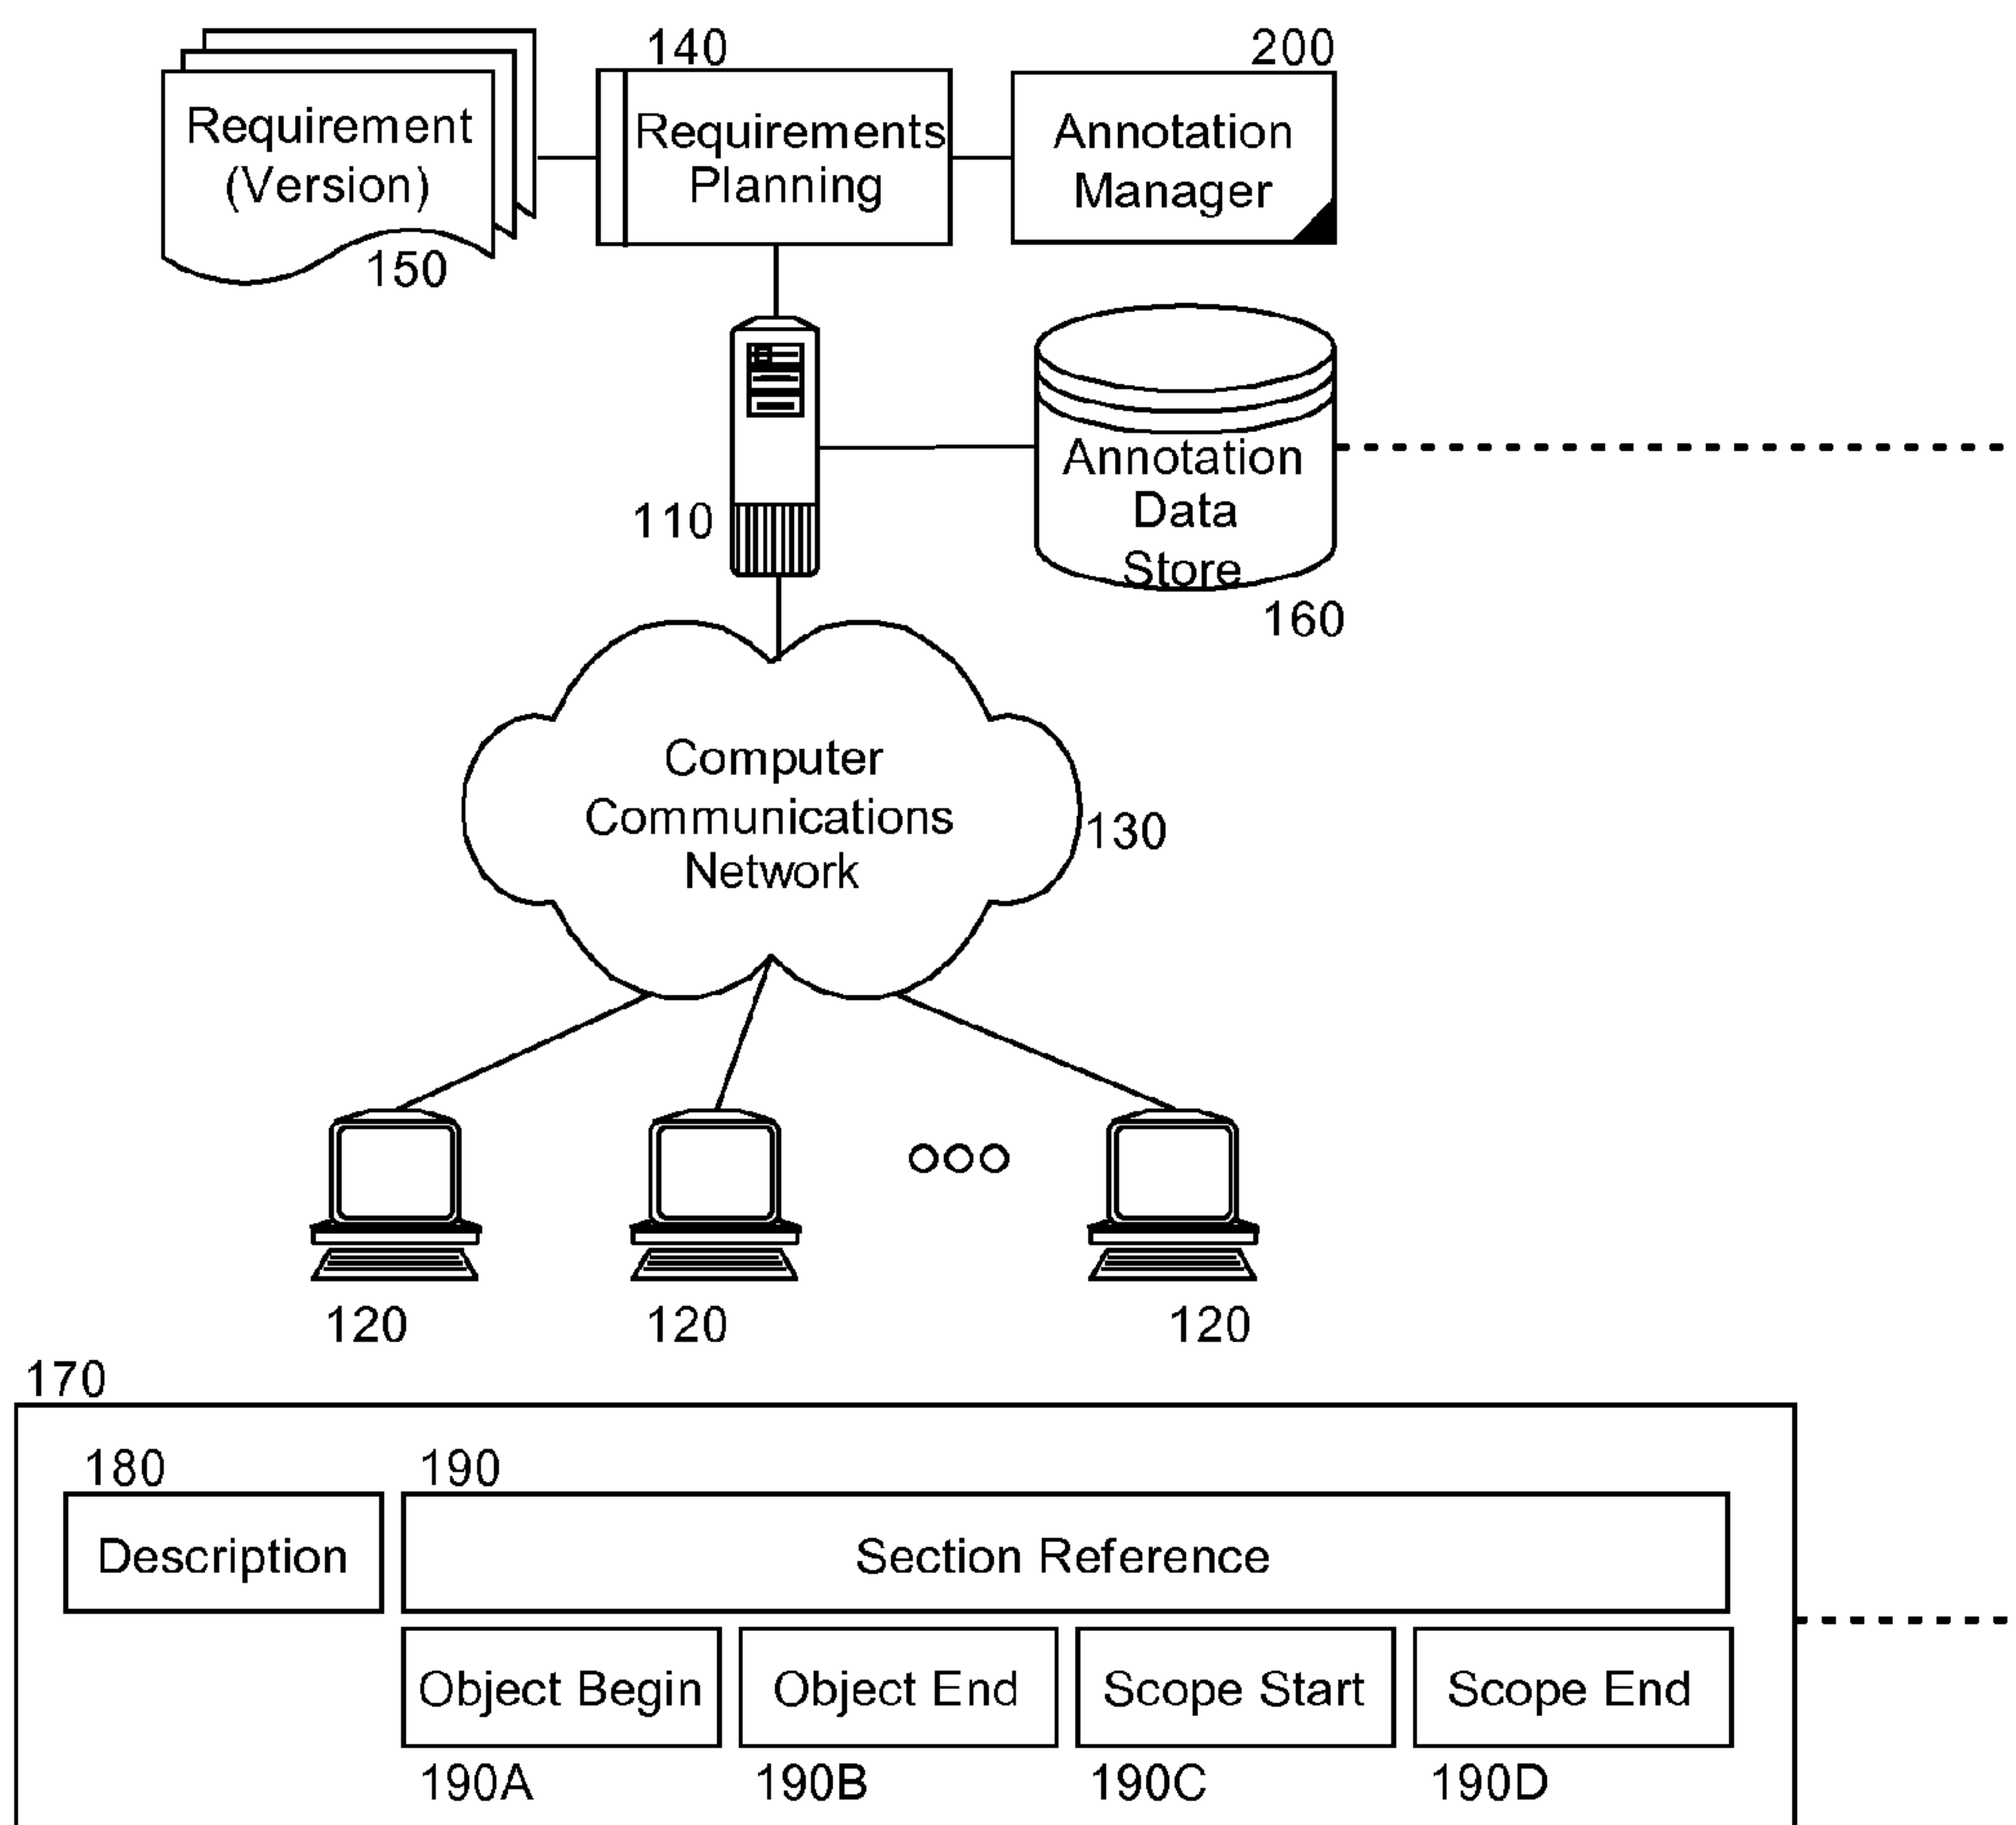 140
200
Requirement
(Version)
150
Requirements
Planning
Annotation
Manager
110
Annotation
Data
Store
160
Computer
Communications
Network
130
120
120
120
170
180
190
Description
Section Reference
Object Begin
Object End
Scope Start
Scope End
190A
190B
190C
190D